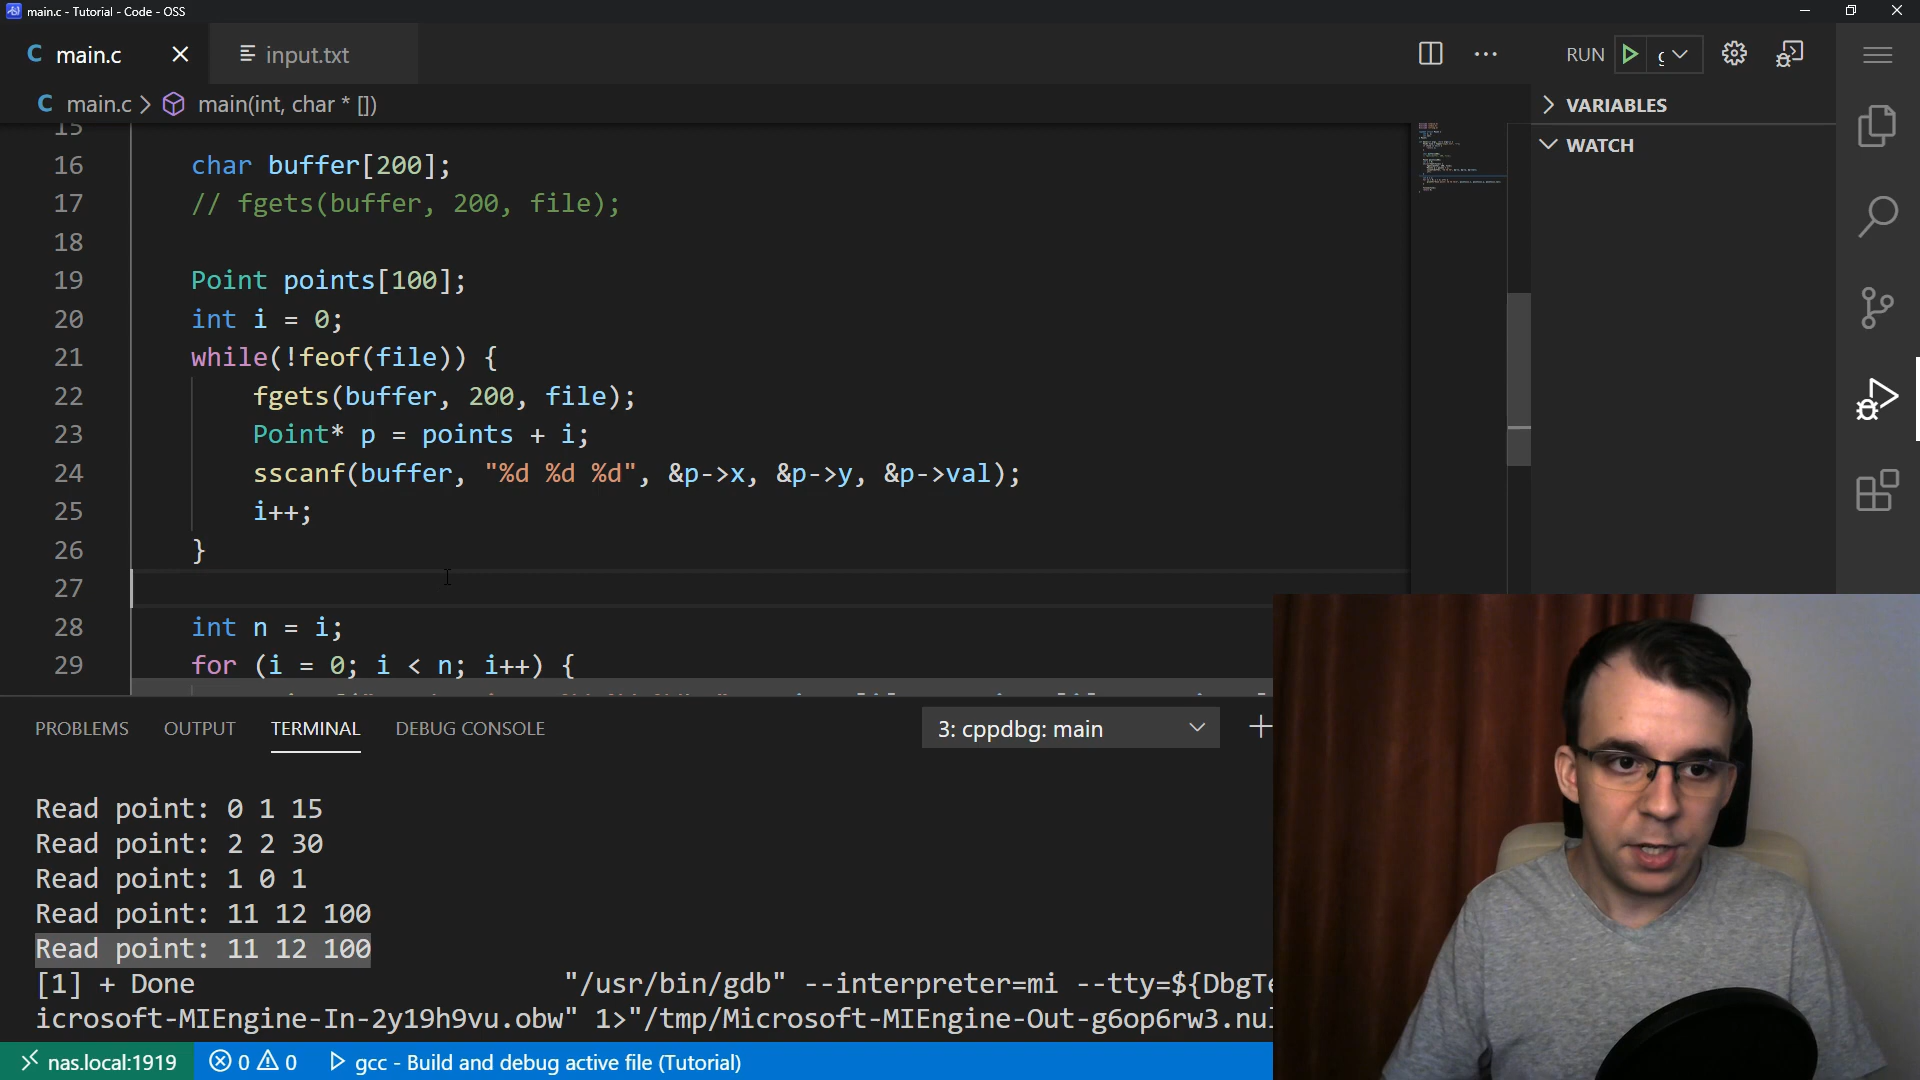 main.c - Tutorial - Code - OSS
C main.c
input.txt
RUN
C main.c > main(int, char * [])
VARIABLES
WATCH
15
16 char buffer[200];
17 // fgets(buffer, 200, file);
18
19 Point points[100];
20 int i = 0;
21 while(!feof(file)) {
22 fgets(buffer, 200, file);
23 Point* p = points + i;
24 sscanf(buffer, "%d %d %d", &p->x, &p->y, &p->val);
25 i++;
26 }
27
28 int n = i;
29 for (i = 0; i < n; i++) {
PROBLEMS OUTPUT TERMINAL DEBUG CONSOLE
3: cppdbg: main
Read point: 0 1 15
Read point: 2 2 30
Read point: 1 0 1
Read point: 11 12 100
Read point: 11 12 100
[1] + Done "/usr/bin/gdb" --interpreter=mi --tty=${DbgTe
icrosoft-MIEngine-In-2y19h9vu.obw" 1>"/tmp/Microsoft-MIEngine-Out-g6op6rw3.nul
nas.local:1919 0 0 gcc - Build and debug active file (Tutorial)